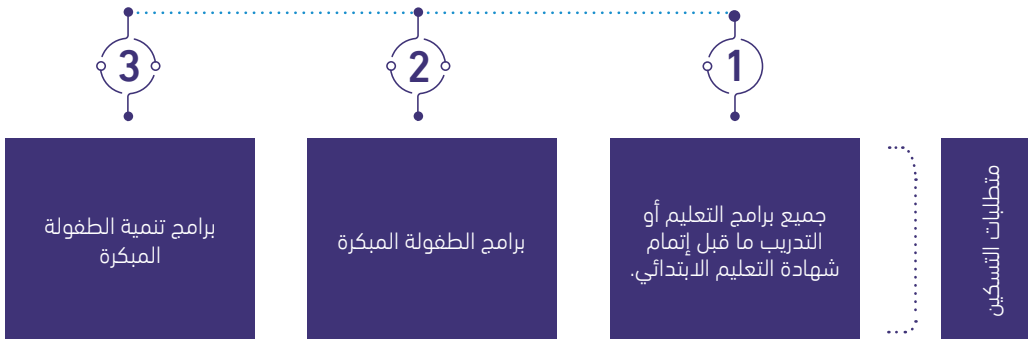 متطلبات التسكين
1
جميع برامج التعليم أو
التدريب ما قبل إتمام
شهادة التعليم الابتدائي.
2
برامج الطفولة المبكرة
3
برامج تنمية الطفولة
المبكرة